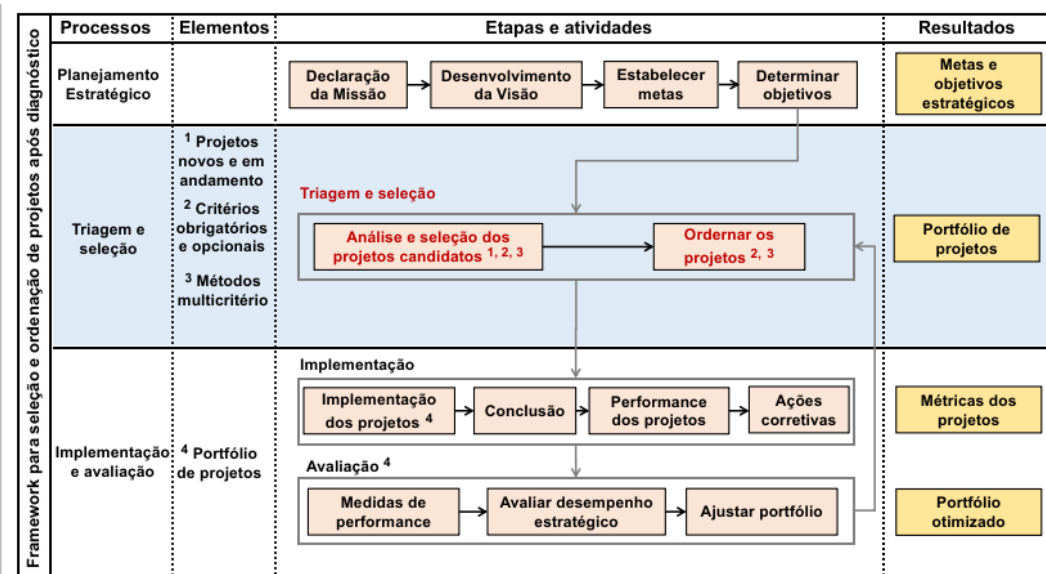 Framework para seleção e ordenação de projetos após diagnóstico
Processos
Elementos
Etapas e atividades
Resultados
Planejamento
Estratégico
Declaração
da Missão
Desenvolvimento
da Visão
Estabelecer
metas
Determinar
objetivos
Metas e
objetivos
estratégicos
Triagem e
seleção
1 Projetos
novos e em
andamento
2 Critérios
obrigatórios
e opcionais
3 Métodos
multicritério
Triagem e seleção
Análise e seleção dos
projetos candidatos 1, 2, 3
Ordernar os
projetos 2, 3
Portfólio de
projetos
Implementação
e avaliação
4 Portfólio
de projetos
Implementação
Implementação
dos projetos 4
Conclusão
Performance
dos projetos
Ações
corretivas
Métricas dos
projetos
Avaliação 4
Medidas de
performance
Avaliar desempenho
estratégico
Ajustar portfólio
Portfólio
otimizado